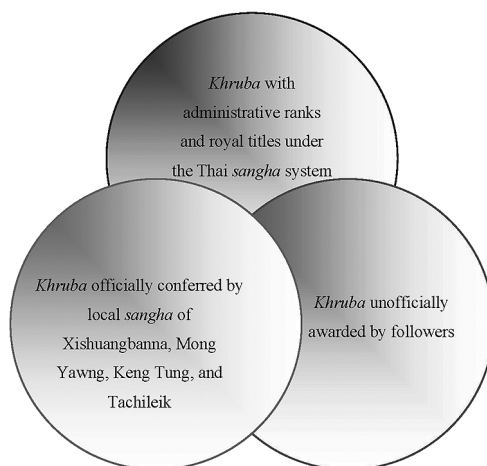 Khruba with
administrative ranks
and royal titles under
the Thai sangha system
Khruba officially conferred by
local sangha of
Xishuangbanna, Mong
Yawng, Keng Tung, and
Tachileik
Khruba unofficially
awarded by followers